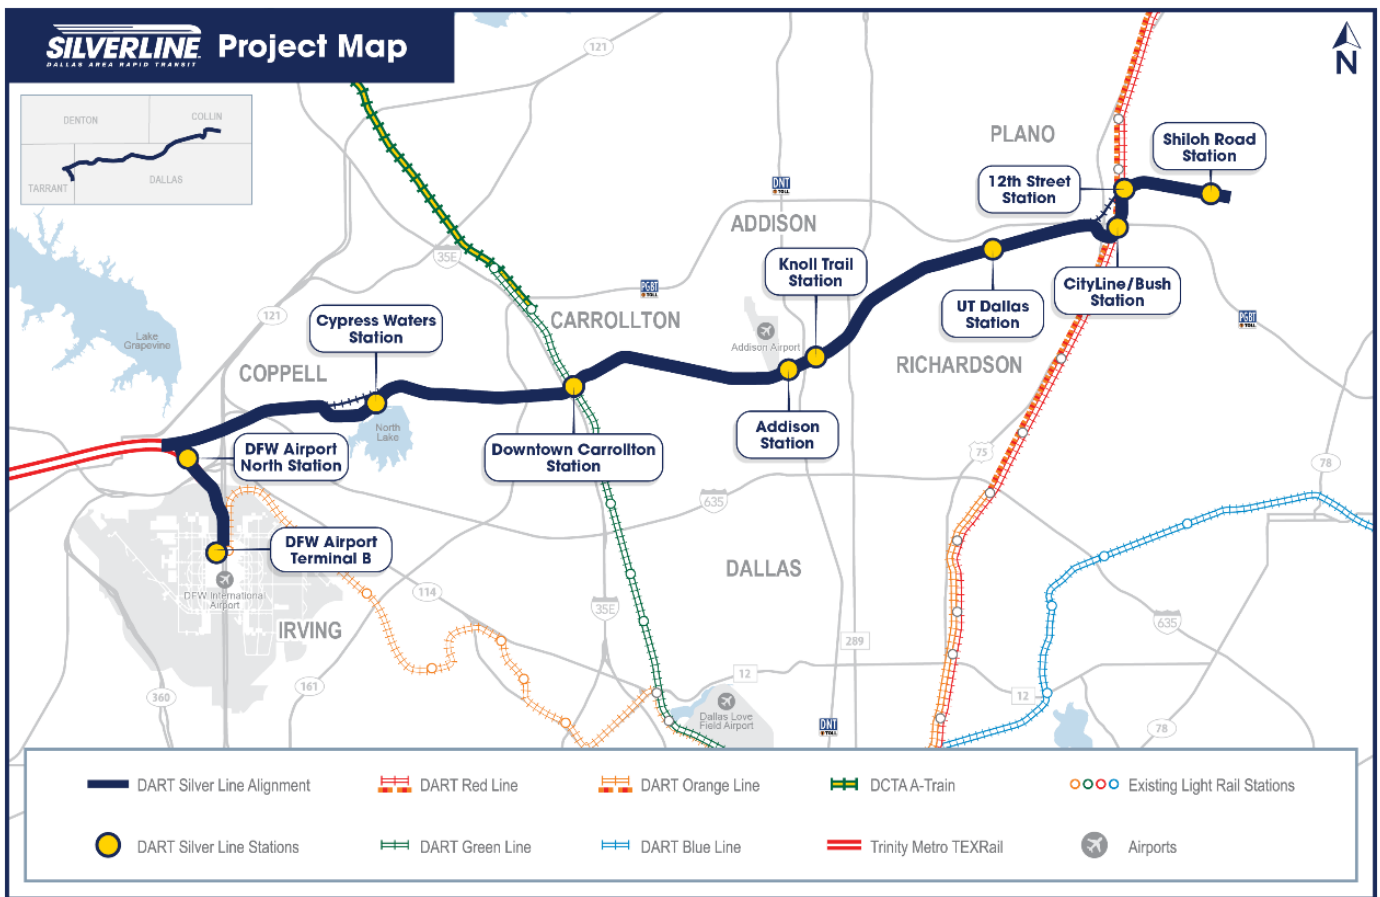 SILVERLINE
DALLAS AREA RAPID TRANSIT
Project Map
N
DENTON
COLLIN
TARRANT
DALLAS
121
PLANO
Shiloh Road
Station
12th Street
Station
DNT
TOLL
ADDISON
35E
Knoll Trail
Station
CityLine/Bush
Station
UT Dallas
Station
PGBT
TOLL
PGBT
TOLL
121
Cypress Waters
Station
CARROLLTON
Lake
Grapevine
Addison Airport
COPPELL
RICHARDSON
North
Lake
Addison
Station
DFW Airport
North Station
Downtown Carrollton
Station
75
78
635
DFW Airport
Terminal B
DALLAS
DFW International
Airport
114
35E
IRVING
289
635
12
12
360
161
Dallas Love
Field Airport
DNT
TOLL
78
DART Silver Line Alignment
DART Red Line
DART Orange Line
DCTA A-Train
Existing Light Rail Stations
DART Silver Line Stations
DART Green Line
DART Blue Line
Trinity Metro TEXRail
Airports